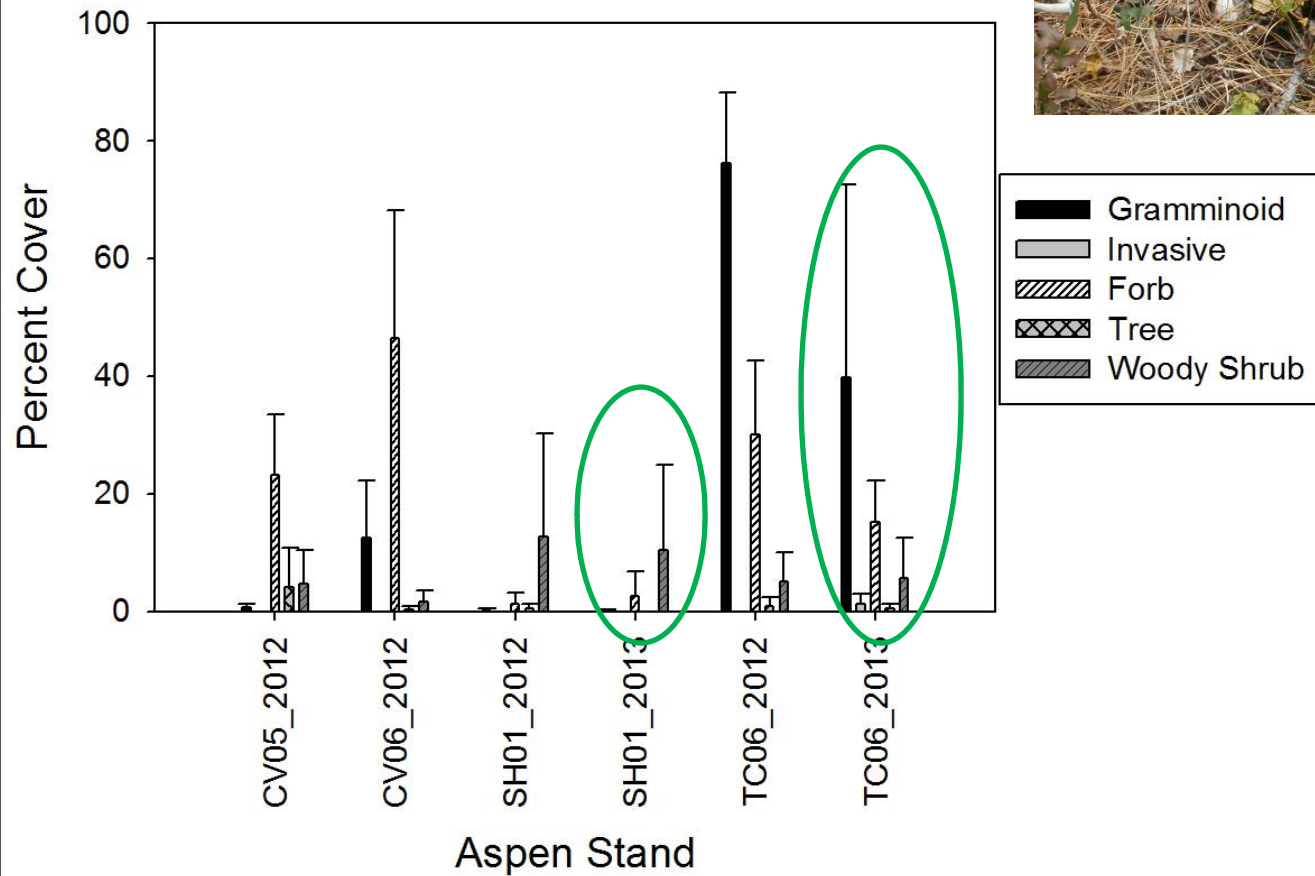 100
80
60
40
20
0
Percent Cover
CV05_2012
CV06_2012
SH01_2012
SH01_2013
TC06_2012
TC06_2013
Aspen Stand
Gramminoid
Invasive
Forb
Tree
Woody Shrub